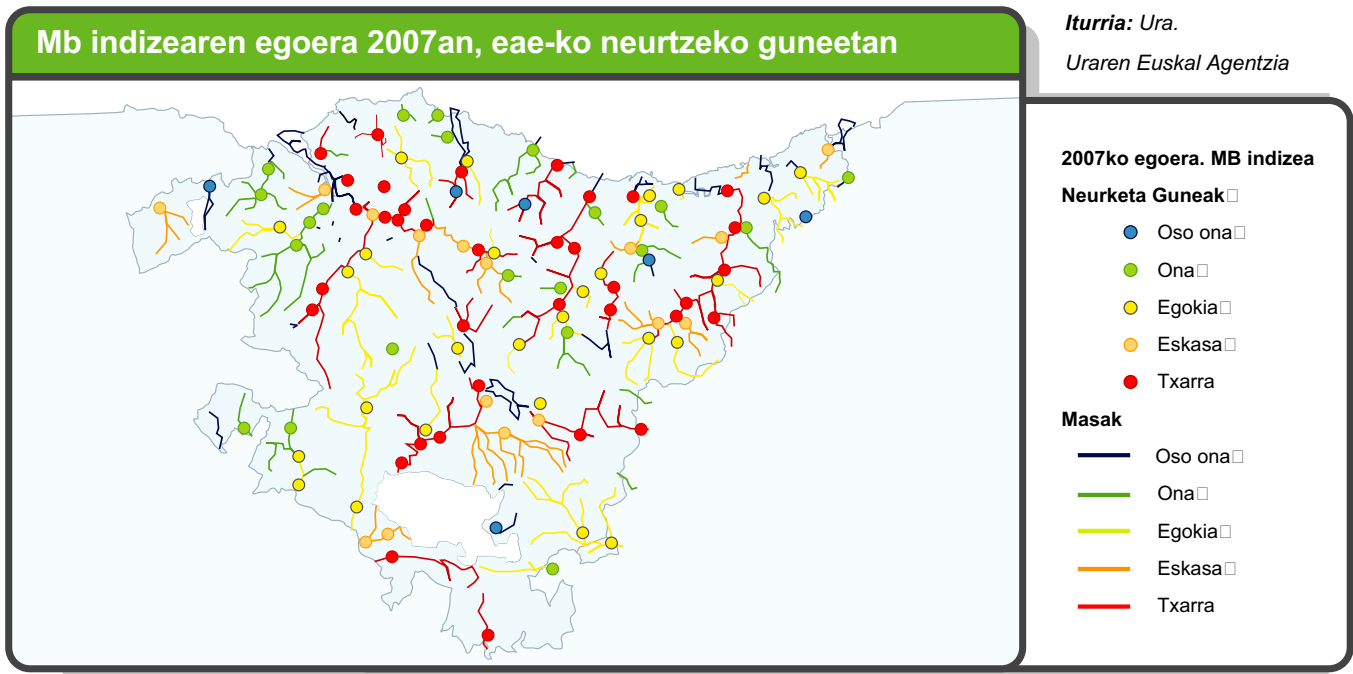 Mb indizearen egoera 2007an, eae-ko neurtzeko guneetan
Iturria: Ura.
Uraren Euskal Agentzia
2007ko egoera. MB indizea
Neurketa Guneak□
Oso ona□
Ona□
Egokia□
Eskasa□
Txarra
Masak
Oso ona□
Ona□
Egokia□
Eskasa□
Txarra